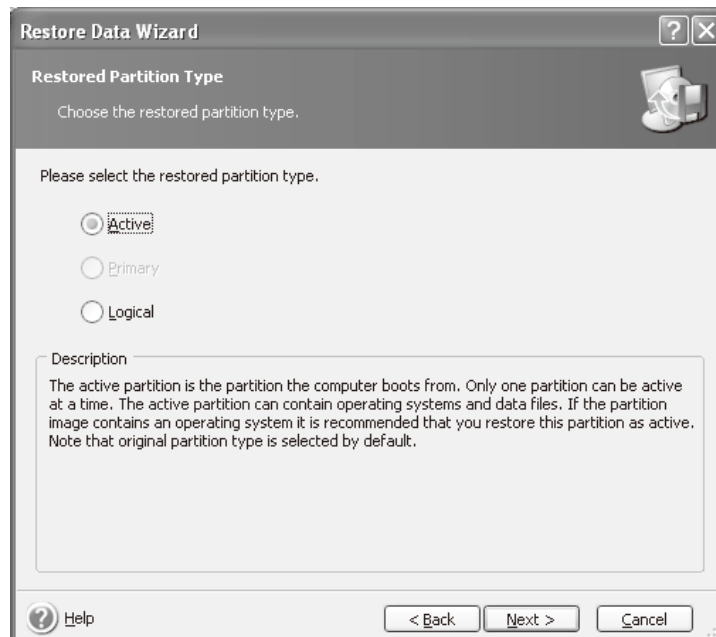 Restore Data Wizard
Restored Partition Type
Choose the restored partition type.
Please select the restored partition type.
Active
Primary
Logical
Description
The active partition is the partition the computer boots from. Only one partition can be active
at a time. The active partition can contain operating systems and data files. If the partition
image contains an operating system it is recommended that you restore this partition as active.
Note that original partition type is selected by default.
Help
< Back
Next >
Cancel